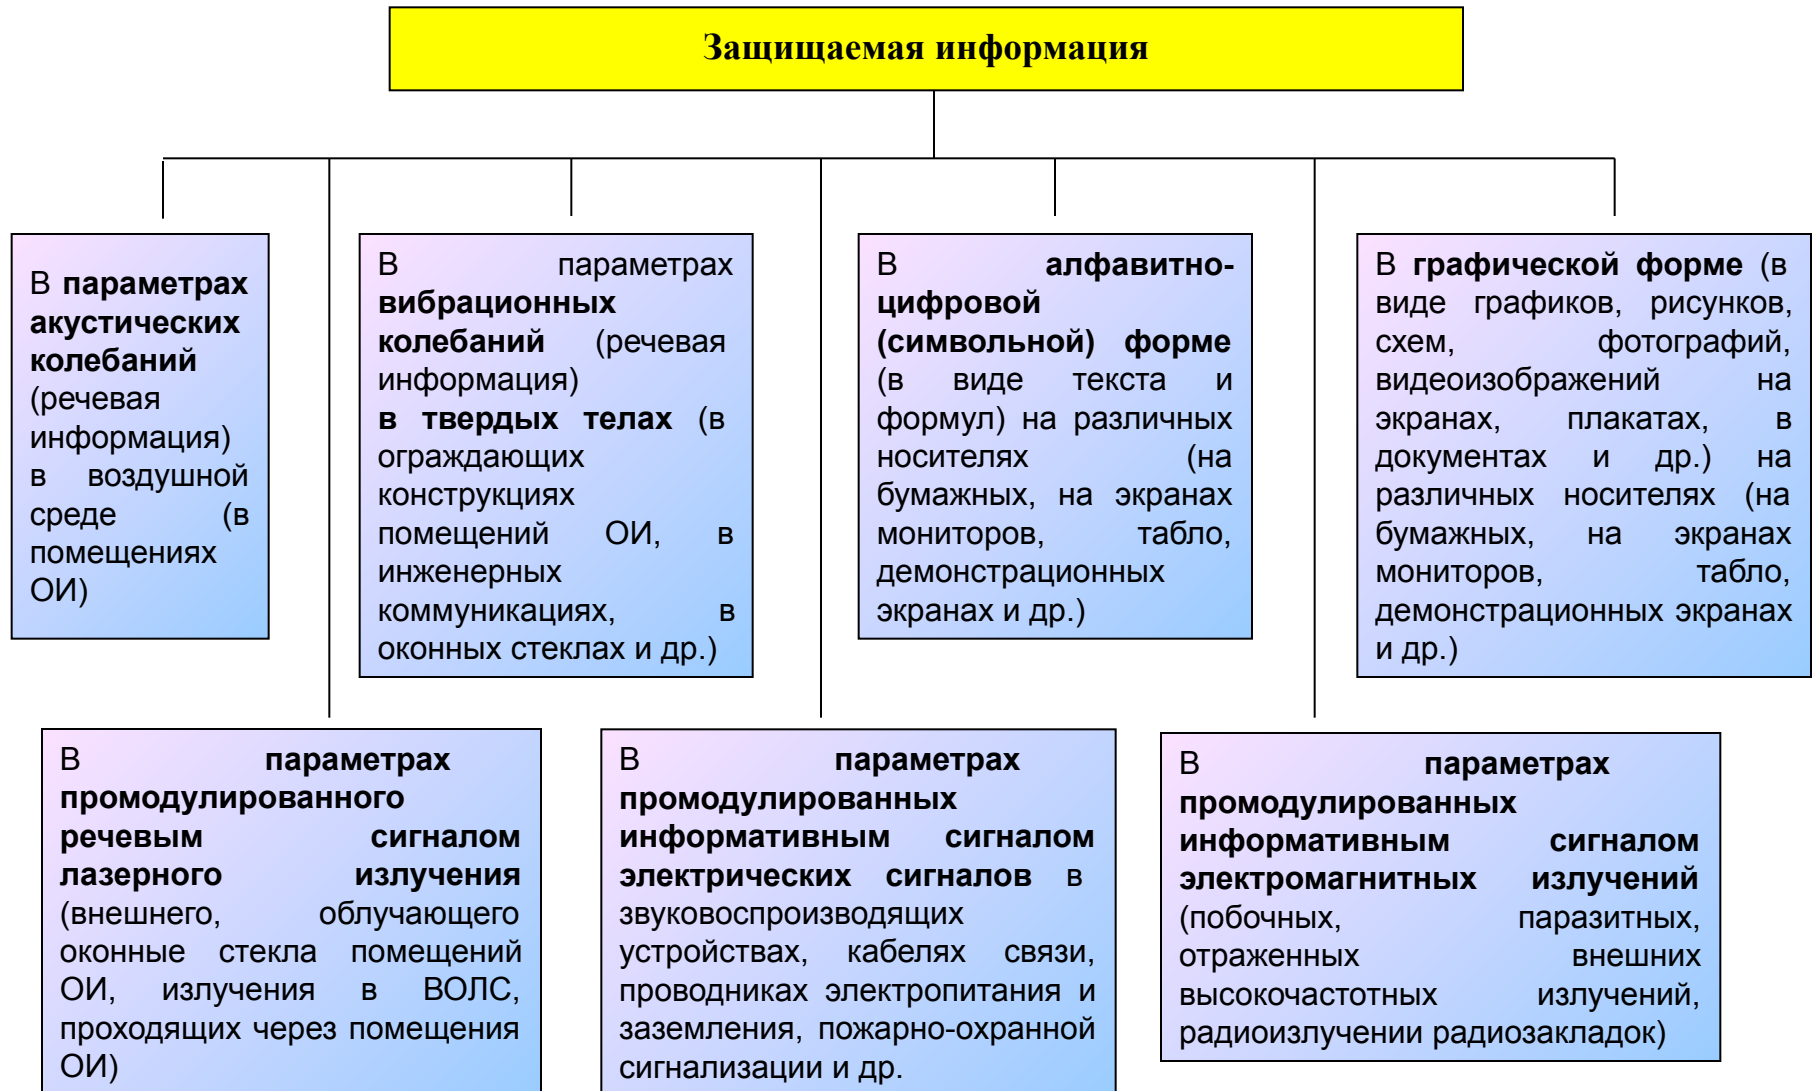 Защищаемая информация
В параметрах
акустических
колебаний
(речевая
информация)
в воздушной
среде (в
помещениях
ОИ)
В параметрах
вибрационных
колебаний (речевая
информация)
в твердых телах (в
ограждающих
конструкциях
помещений ОИ, в
инженерных
коммуникациях, в
оконных стеклах и др.)
В алфавитно-
цифровой
(символьной) форме
(в виде текста и
формул) на различных
носителях (на
бумажных, на экранах
мониторов, табло,
демонстрационных
экранах и др.)
В графической форме (в
виде графиков, рисунков,
схем, фотографий,
видеоизображений на
экранах, плакатах, в
документах и др.) на
различных носителях (на
бумажных, на экранах
мониторов, табло,
демонстрационных экранах
и др.)
В параметрах
промодулированного
речевым сигналом
лазерного излучения
(внешнего, облучающего
оконные стекла помещений
ОИ, излучения в ВОЛС,
проходящих через помещения
ОИ)
В параметрах
промодулированных
информативным сигналом
электрических сигналов в
звуковоспроизводящих
устройствах, кабелях связи,
проводниках электропитания и
заземления, пожарно-охранной
сигнализации и др.
В параметрах
промодулированных
информативным сигналом
электромагнитных излучений
(побочных, паразитных,
отраженных внешних
высокочастотных излучений,
радиоизлучении радиозакладок)